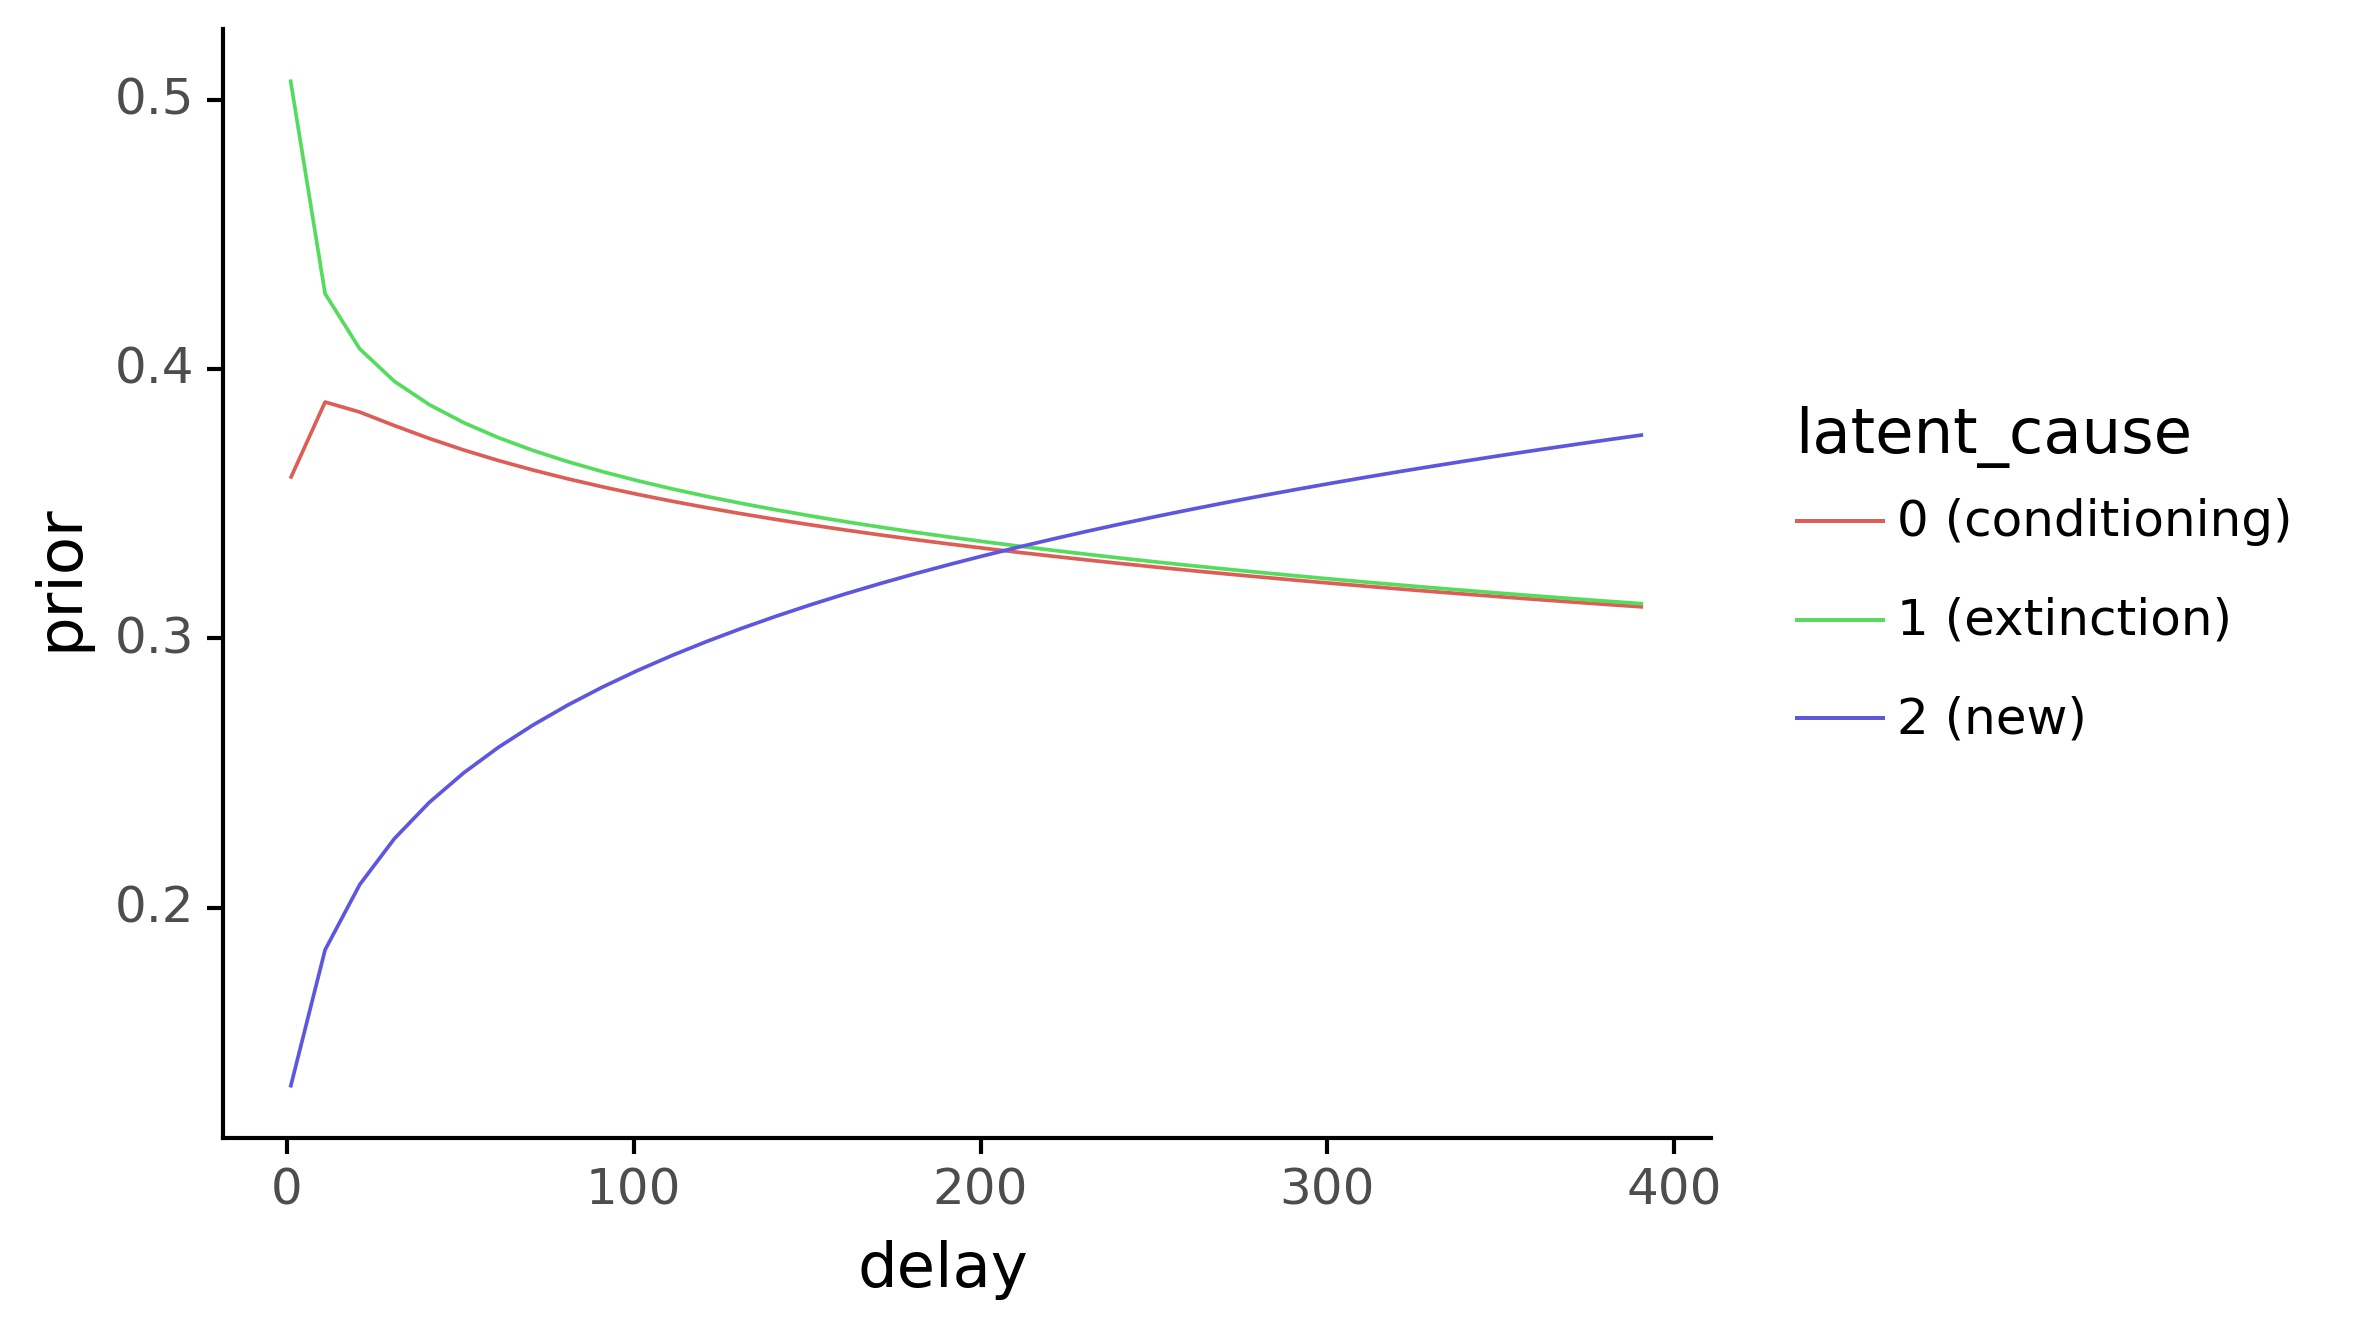 0.5
0.4
0.3
0.2
prior
0 100 200 300 400
delay
latent_cause
0 (conditioning)
1 (extinction)
2 (new)